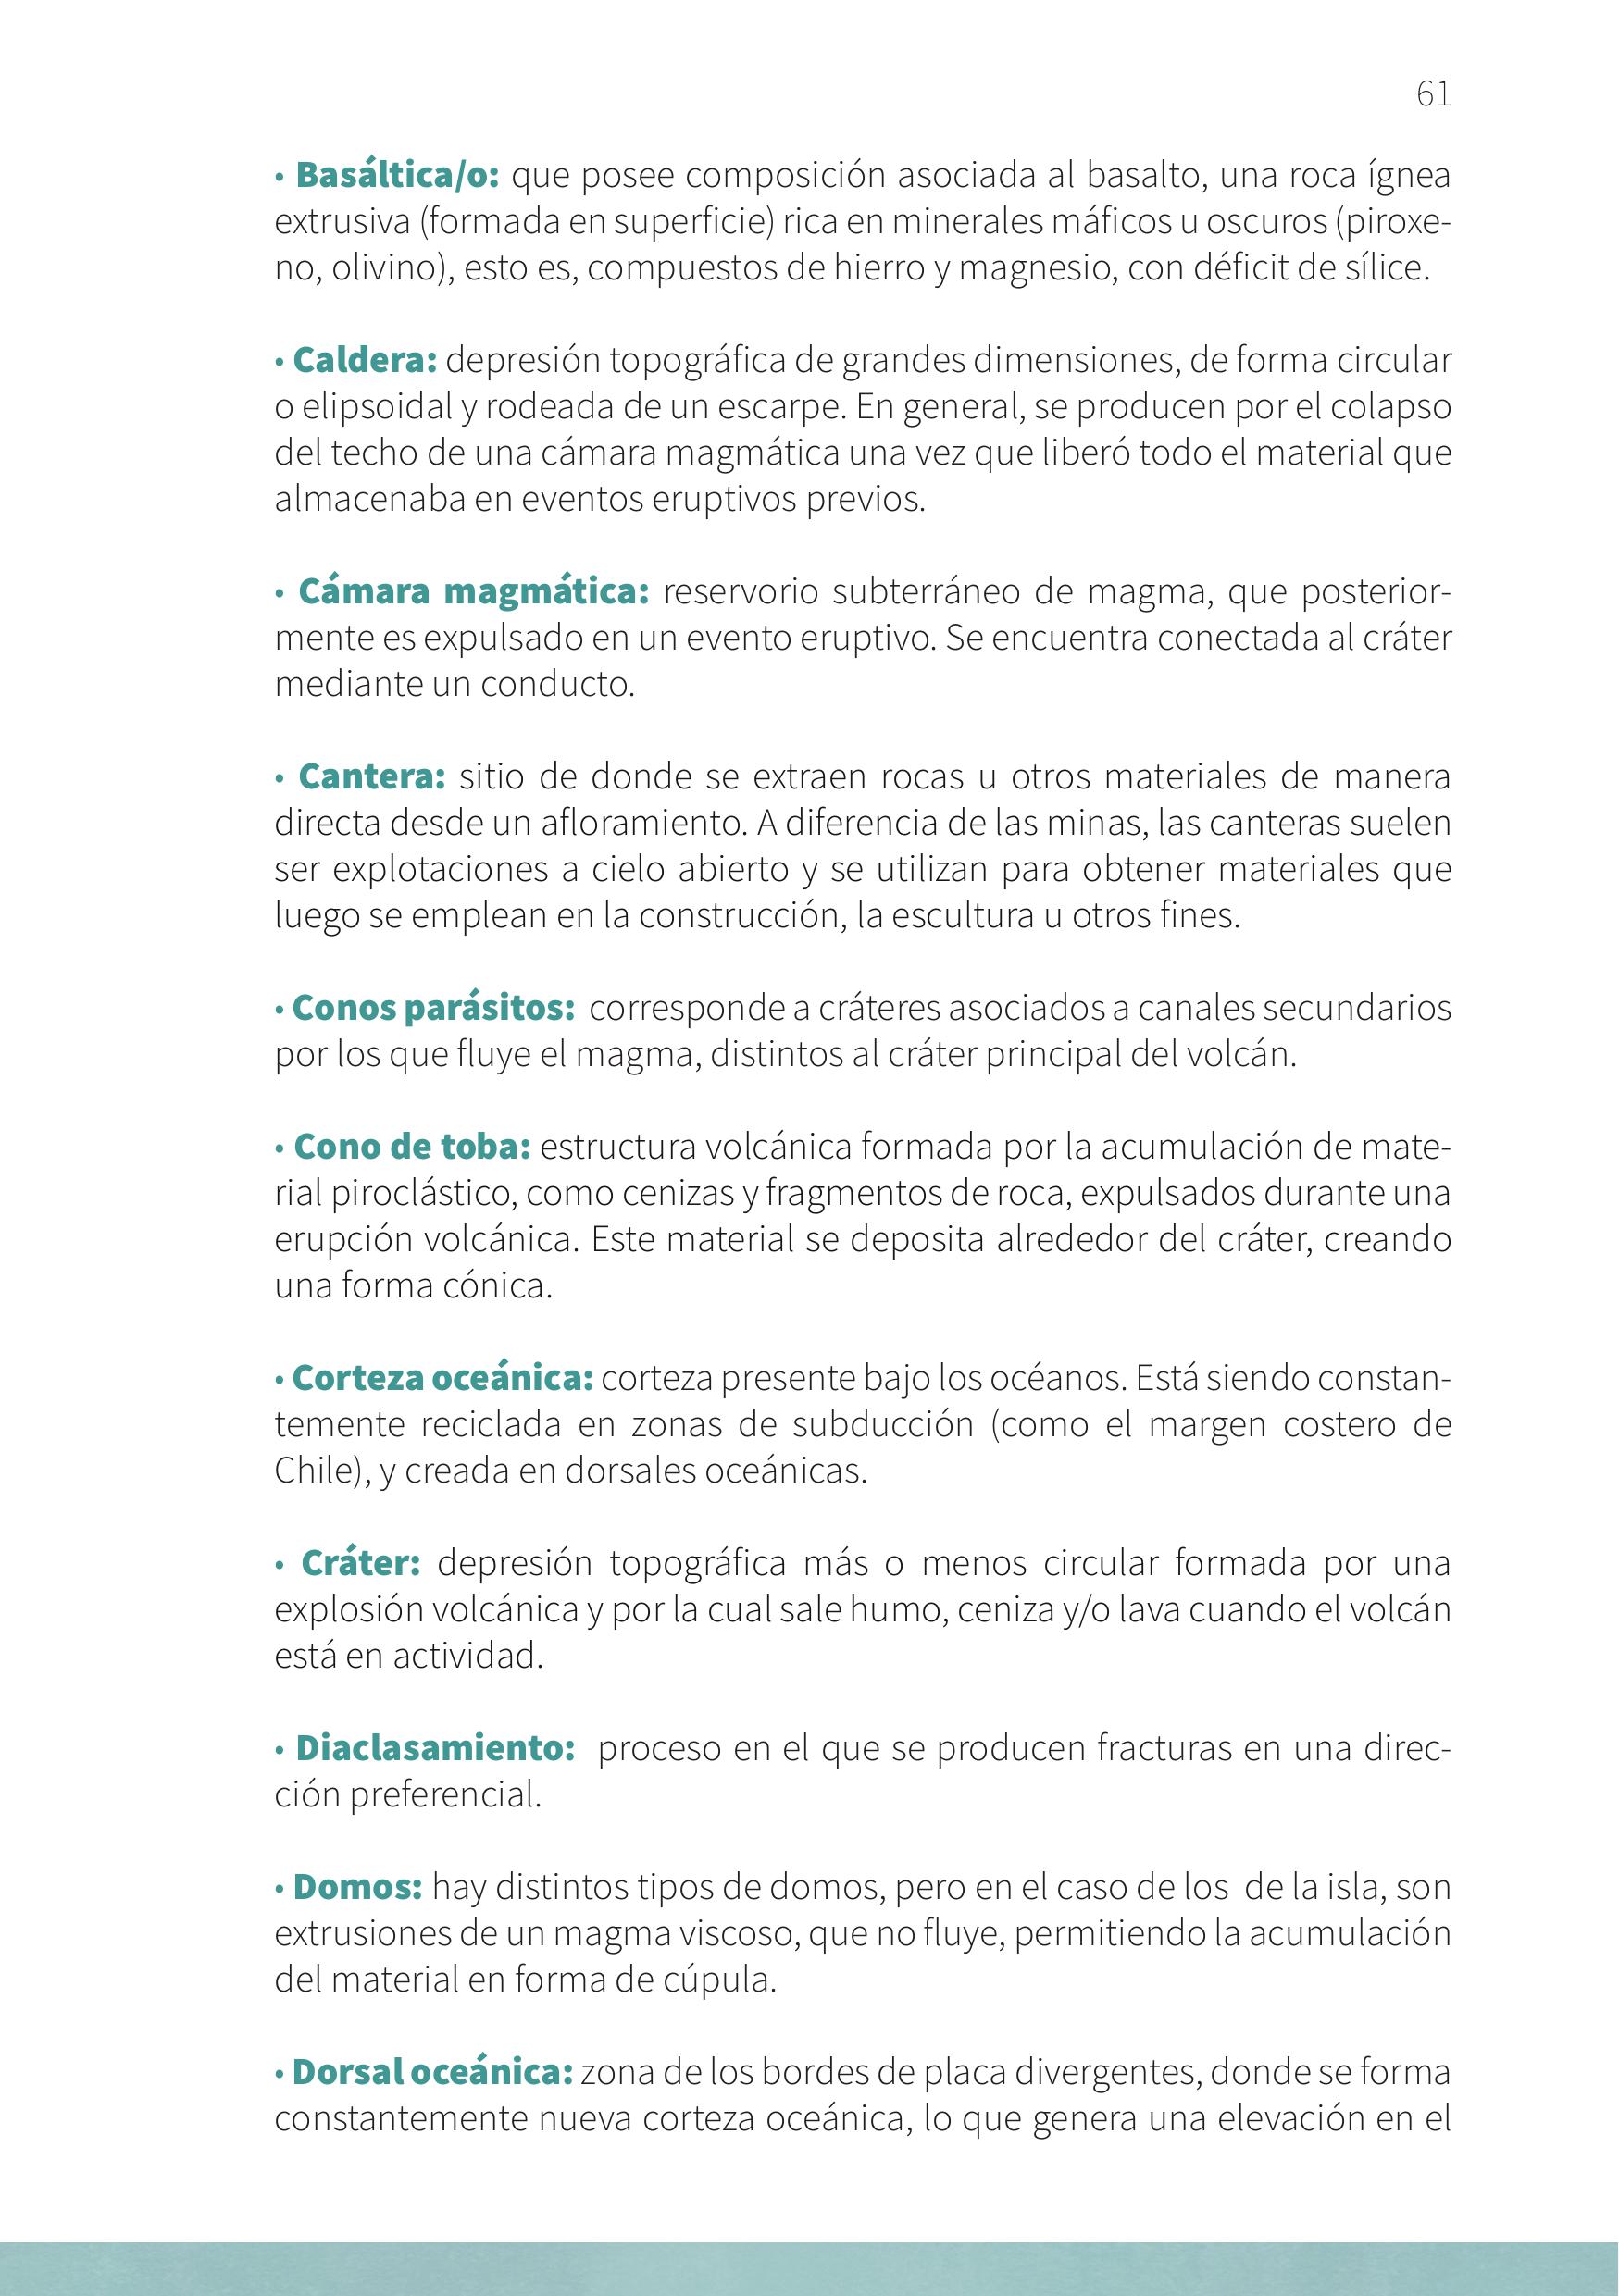 61
• Basáltica/o: que posee composición asociada al basalto, una roca ígnea
extrusiva (formada en superficie) rica en minerales máficos u oscuros (piroxe-
no, olivino), esto es, compuestos de hierro y magnesio, con déficit de sílice.
• Caldera: depresión topográfica de grandes dimensiones, de forma circular
o elipsoidal y rodeada de un escarpe. En general, se producen por el colapso
del techo de una cámara magmática una vez que liberó todo el material que
almacenaba en eventos eruptivos previos.
• Cámara magmática: reservorio subterráneo de magma, que posterior-
mente es expulsado en un evento eruptivo. Se encuentra conectada al cráter
mediante un conducto.
• Cantera: sitio de donde se extraen rocas u otros materiales de manera
directa desde un afloramiento. A diferencia de las minas, las canteras suelen
ser explotaciones a cielo abierto y se utilizan para obtener materiales que
luego se emplean en la construcción, la escultura u otros fines.
• Conos parásitos: corresponde a cráteres asociados a canales secundarios
por los que fluye el magma, distintos al cráter principal del volcán.
• Cono de toba: estructura volcánica formada por la acumulación de mate-
rial piroclástico, como cenizas y fragmentos de roca, expulsados durante una
erupción volcánica. Este material se deposita alrededor del cráter, creando
una forma cónica.
• Corteza oceánica: corteza presente bajo los océanos. Está siendo constan-
temente reciclada en zonas de subducción (como el margen costero de
Chile), y creada en dorsales oceánicas.
• Cráter: depresión topográfica más o menos circular formada por una
explosión volcánica y por la cual sale humo, ceniza y/o lava cuando el volcán
está en actividad.
• Diaclasamiento: proceso en el que se producen fracturas en una direc-
ción preferencial.
• Domos: hay distintos tipos de domos, pero en el caso de los de la isla, son
extrusiones de un magma viscoso, que no fluye, permitiendo la acumulación
del material en forma de cúpula.
• Dorsal oceánica: zona de los bordes de placa divergentes, donde se forma
constantemente nueva corteza oceánica, lo que genera una elevación en el